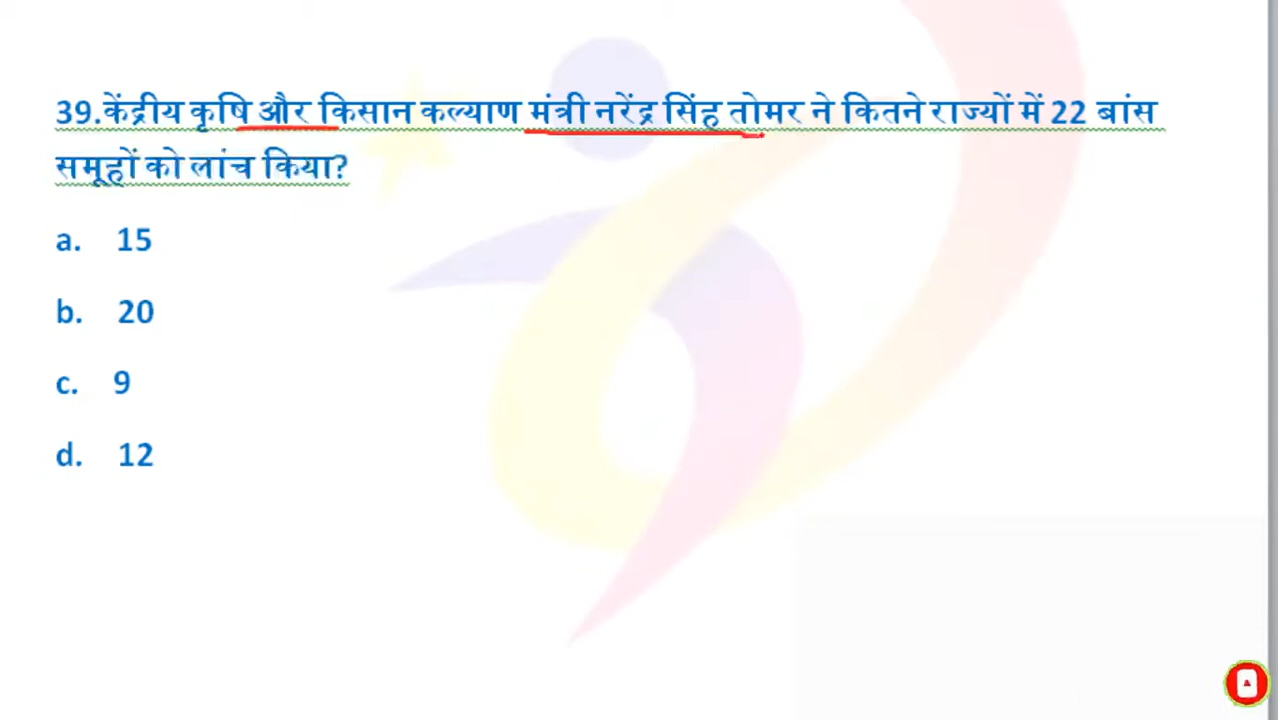 39.केंद्रीय कृषि और किसान कल्याण मंत्री नरेंद्र सिंह तोमर ने कितने राज्यों में 22 बांस
समूहों को लांच किया?
a. 15
b. 20
c. 9
d. 12